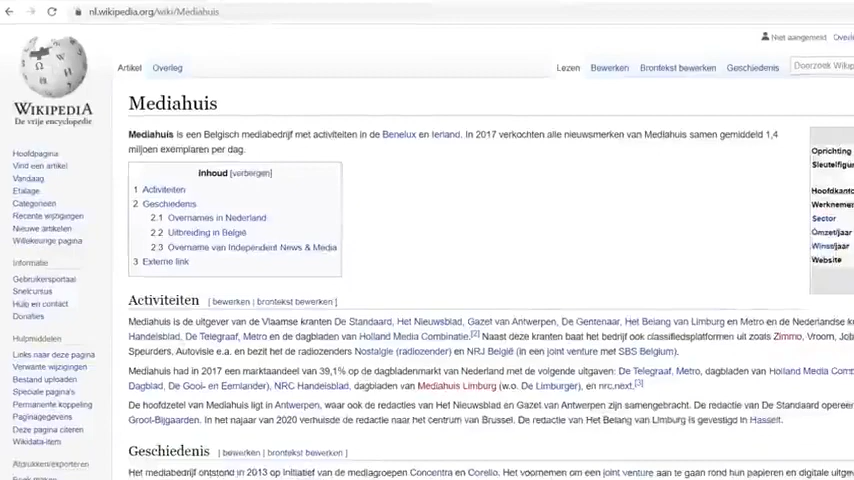 nl.wikipedia.org/wiki/Mediahuis
Niet aangemeld Overle
Artikel Overleg Lezen Bewerken Brontekst bewerken Geschiedenis Doorzoek Wikip
WIKIPEDIA
De vrije encyclopedie
Mediahuis
Mediahuis is een Belgisch mediabedrijf met activiteiten in de Benelux en Ierland. In 2017 verkochten alle nieuwsmerken van Mediahuis samen gemiddeld 1,4
miljoen exemplaren per dag.
Inhoud [verbergen]
1 Activiteiten
2 Geschiedenis
2.1 Overnames in Nederland
2.2 Uitbreiding in België
2.3 Overname van Independent News & Media
3 Externe link
Oprichting
Sleutelfigur
Hoofdkanto
Werknemer
Sector
Omzet/jaar
Winst/jaar
Website
Hoofdpagina
Vind een artikel
Vandaag
Etalage
Categorieën
Recente wijzigingen
Nieuwe artikelen
Willekeurige pagina
Informatie
Gebruikersportaal
Snelcursus
Hulp en contact
Donaties
Hulpmiddelen
Links naar deze pagina
Verwante wijzigingen
Bestand uploaden
Speciale pagina's
Permanente koppeling
Paginagegevens
Deze pagina citeren
Wikidata-item
Afdrukken/exporteren
Activiteiten [ bewerken | brontekst bewerken ]
Mediahuis is de uitgever van de Vlaamse kranten De Standaard, Het Nieuwsblad, Gazet van Antwerpen, De Gentenaar, Het Belang van Limburg en Metro en de Nederlandse k
Handelsblad, De Telegraaf, Metro en de dagbladen van Holland Media Combinatie.[2] Naast deze kranten baat het bedrijf ook classifiedsplatformen uit zoals Zimmo, Vroom, Job
Speurders, Autovisie e.a. en bezit het de radiozenders Nostalgie (radiozender) en NRJ België (in een joint venture met SBS Belgium).
Mediahuis had in 2017 een marktaandeel van 39,1% op de dagbladenmarkt van Nederland met de volgende uitgaven: De Telegraaf, Metro, dagbladen van Holland Media Com
Dagblad, De Gooi- en Eemlander), NRC Handelsblad, dagbladen van Mediahuis Limburg (w.o. De Limburger), en nrc.next.[3]
De hoofdzetel van Mediahuis ligt in Antwerpen, waar ook de redacties van Het Nieuwsblad en Gazet van Antwerpen zijn samengebracht. De redactie van De Standaard opereer
Groot-Bijgaarden. In het najaar van 2020 verhuisde de redactie naar het centrum van Brussel. De redactie van Het Belang van Limburg is gevestigd in Hasselt.
Geschiedenis [ bewerken | brontekst bewerken ]
Het mediabedrijf ontstond in 2013 op initiatief van de mediagroepen Concentra en Corelio. Het voornemen om een joint venture aan te gaan rond hun papieren en digitale uitg